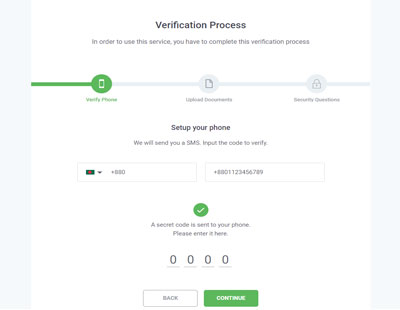 Verification Process
In order to use this service, you have to complete this verification process
Verify Phone
Upload Documents
Security Questions
Setup your phone
We will send you a SMS. Input the code to verify.
+880
+8801123456789
A secret code is sent to your phone.
Please enter it here.
0 0 0 0
BACK
CONTINUE